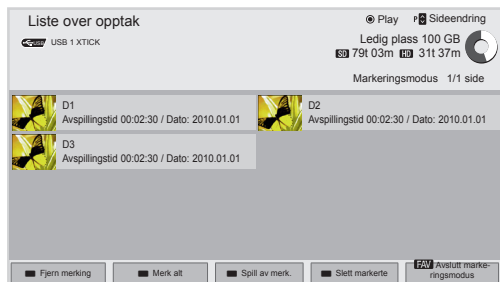 Liste over opptak
Play
P Sideendring
USB USB 1 XTICK
Ledig plass 100 GB
SD 79t 03m HD 31t 37m
Markeringsmodus 1/1 side
D1
Avspillingstid 00:02:30 / Dato: 2010.01.01
D2
Avspillingstid 00:02:30 / Dato: 2010.01.01
D3
Avspillingstid 00:02:30 / Dato: 2010.01.01
Fjern merking
Merk alt
Spill av merk.
Slett markerte
FAV Avslutt marke-
ringsmodus